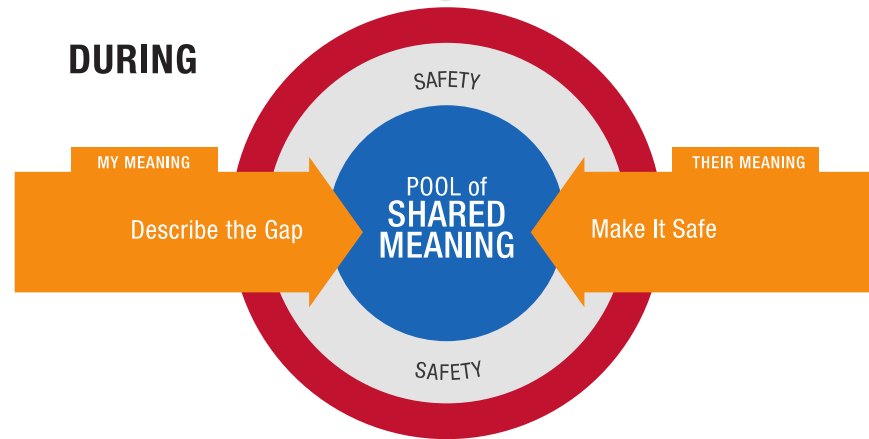 DURING
SAFETY
MY MEANING
THEIR MEANING
Describe the Gap
POOL of
SHARED
MEANING
Make It Safe
SAFETY